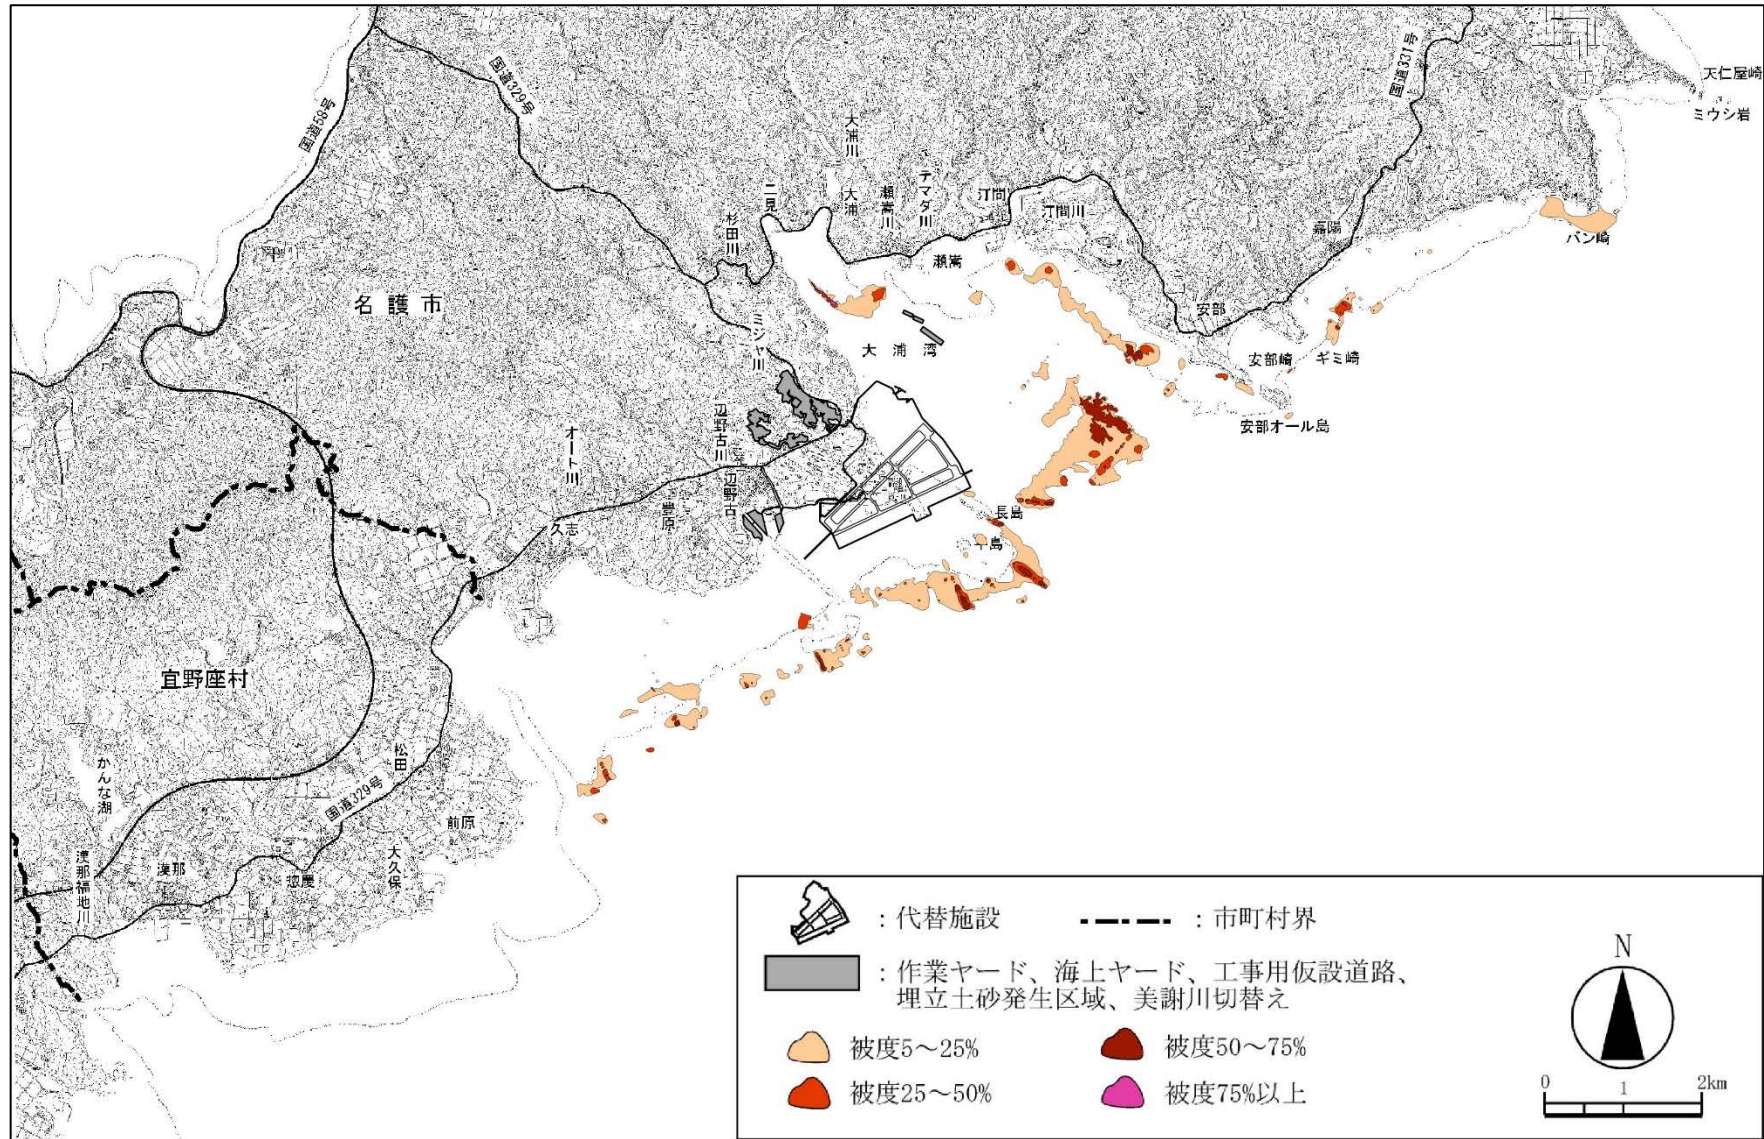 国道58号
国道329号
国道331号
天仁屋崎
ミウシ岩
バン崎
大浦川
大浦
瀬嵩川
テマダ川
汀間
汀間川
嘉陽
二見
杉田川
瀬嵩
安部
名護市
ミジャ川
大浦湾
安部崎
ギミ崎
安部オール島
辺野古川
辺野古
オート川
豊原
久志
長島
平島
宜野座村
かんな湖
松田
国道329号
前原
大久保
惣慶
漢那
漢那福地川
：代替施設
：市町村界
：作業ヤード、海上ヤード、工事用仮設道路、
埋立土砂発生区域、美謝川切替え
被度5～25%
被度50～75%
被度25～50%
被度75%以上
N
0 1 2km